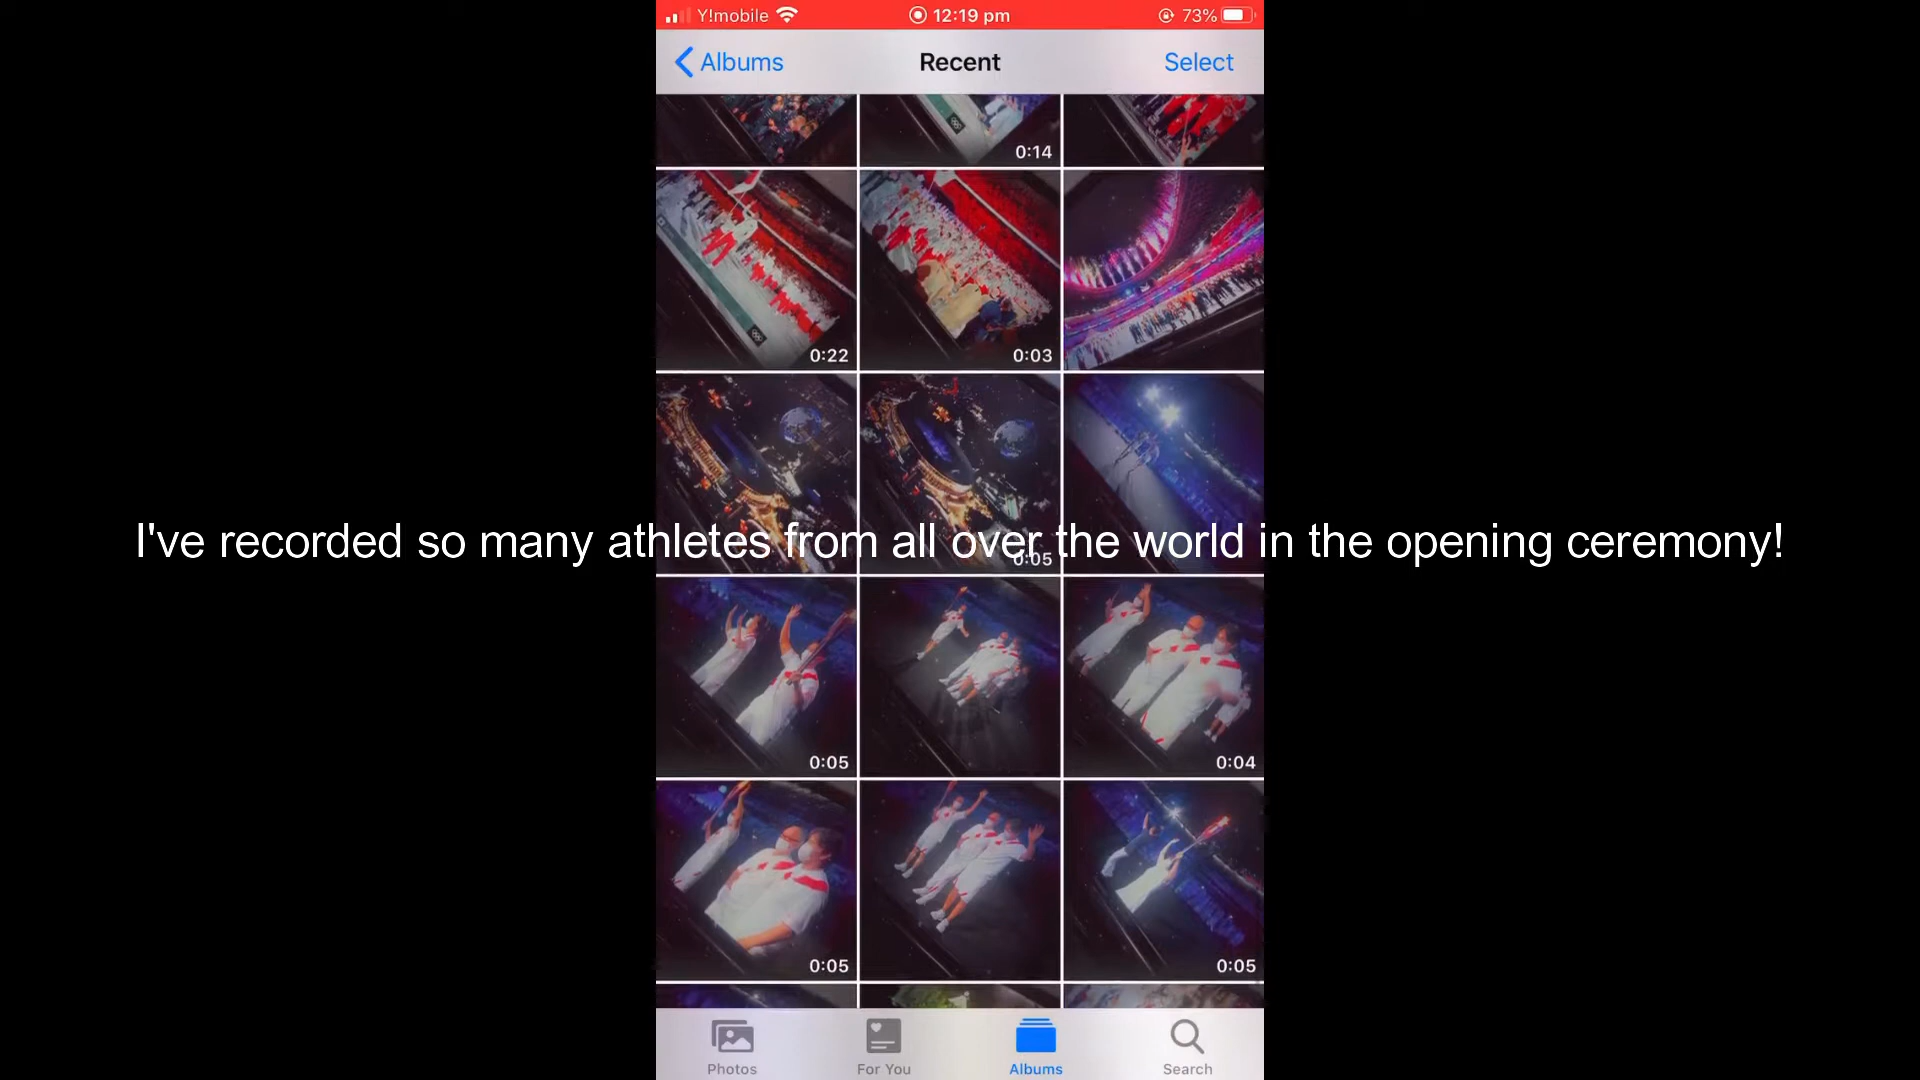 Y!mobile 12:19 pm 73%
Albums Recent Select
0:14
0:22 0:03
I've recorded so many athletes from all over the world in the opening ceremony!
0:05
0:05 0:04
0:05 0:05
Photos For You Albums Search